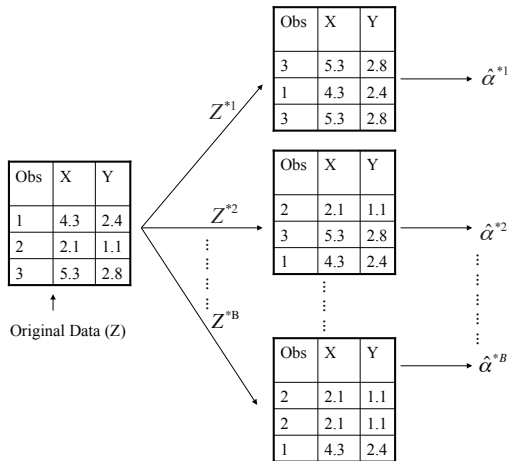 Obs X Y
3 5.3 2.8
1 4.3 2.4
3 5.3 2.8
Z*1
α̂*1
Obs X Y
1 4.3 2.4
2 2.1 1.1
3 5.3 2.8
Original Data (Z)
Z*2
Obs X Y
2 2.1 1.1
3 5.3 2.8
1 4.3 2.4
α̂*2
Z*B
Obs X Y
2 2.1 1.1
2 2.1 1.1
1 4.3 2.4
α̂*B